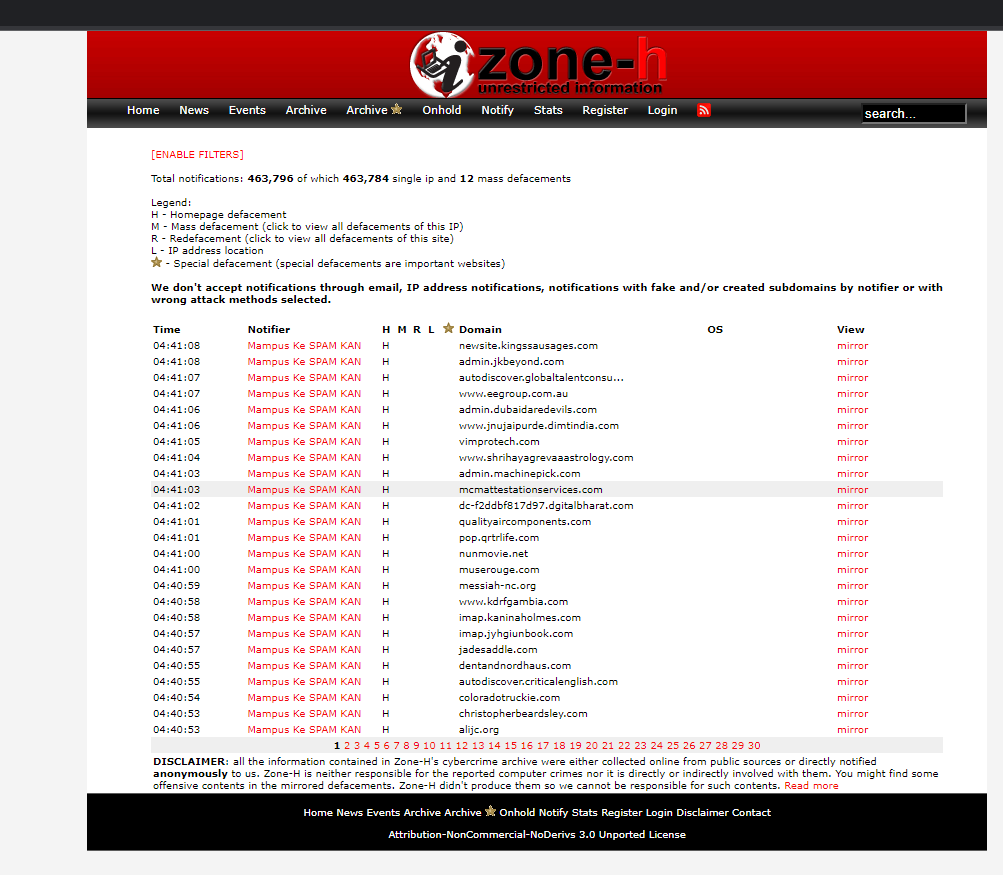 zone-h
unrestricted information
Home News Events Archive Archive Onhold Notify Stats Register Login search...
[ENABLE FILTERS]
Total notifications: 463,796 of which 463,784 single ip and 12 mass defacements
Legend:
H - Homepage defacement
M - Mass defacement (click to view all defacements of this IP)
R - Redefacement (click to view all defacements of this site)
L - IP address location
- Special defacement (special defacements are important websites)
We don't accept notifications through email, IP address notifications, notifications with fake and/or created subdomains by notifier or with
wrong attack methods selected.
Time Notifier H M R L Domain OS View
04:41:08 Mampus Ke SPAM KAN H newsite.kingssausages.com mirror
04:41:08 Mampus Ke SPAM KAN H admin.jkbeyond.com mirror
04:41:07 Mampus Ke SPAM KAN H autodiscover.globaltalentconsu... mirror
04:41:07 Mampus Ke SPAM KAN H www.eegroup.com.au mirror
04:41:06 Mampus Ke SPAM KAN H admin.dubaidaredevils.com mirror
04:41:06 Mampus Ke SPAM KAN H www.jnujaipurde.dimtindia.com mirror
04:41:05 Mampus Ke SPAM KAN H vimprotech.com mirror
04:41:04 Mampus Ke SPAM KAN H www.shrihayagrevaaastrology.com mirror
04:41:03 Mampus Ke SPAM KAN H admin.machinepick.com mirror
04:41:03 Mampus Ke SPAM KAN H mcmattestationservices.com mirror
04:41:02 Mampus Ke SPAM KAN H dc-f2ddbf817d97.dgitalbharat.com mirror
04:41:01 Mampus Ke SPAM KAN H qualityaircomponents.com mirror
04:41:01 Mampus Ke SPAM KAN H pop.qrtrlife.com mirror
04:41:00 Mampus Ke SPAM KAN H nunmovie.net mirror
04:41:00 Mampus Ke SPAM KAN H muserouge.com mirror
04:40:59 Mampus Ke SPAM KAN H messiah-nc.org mirror
04:40:58 Mampus Ke SPAM KAN H www.kdrfgambia.com mirror
04:40:58 Mampus Ke SPAM KAN H imap.kaninaholmes.com mirror
04:40:57 Mampus Ke SPAM KAN H imap.jyhgiunbook.com mirror
04:40:57 Mampus Ke SPAM KAN H jadesaddle.com mirror
04:40:55 Mampus Ke SPAM KAN H dentandnordhaus.com mirror
04:40:55 Mampus Ke SPAM KAN H autodiscover.criticalenglish.com mirror
04:40:54 Mampus Ke SPAM KAN H coloradotruckie.com mirror
04:40:53 Mampus Ke SPAM KAN H christopherbeardsley.com mirror
04:40:53 Mampus Ke SPAM KAN H alijc.org mirror
1 2 3 4 5 6 7 8 9 10 11 12 13 14 15 16 17 18 19 20 21 22 23 24 25 26 27 28 29 30
DISCLAIMER: all the information contained in Zone-H's cybercrime archive were either collected online from public sources or directly notified
anonymously to us. Zone-H is neither responsible for the reported computer crimes nor it is directly or indirectly involved with them. You might find some
offensive contents in the mirrored defacements. Zone-H didn't produce them so we cannot be responsible for such contents. Read more
Home News Events Archive Archive Onhold Notify Stats Register Login Disclaimer Contact
Attribution-NonCommercial-NoDerivs 3.0 Unported License